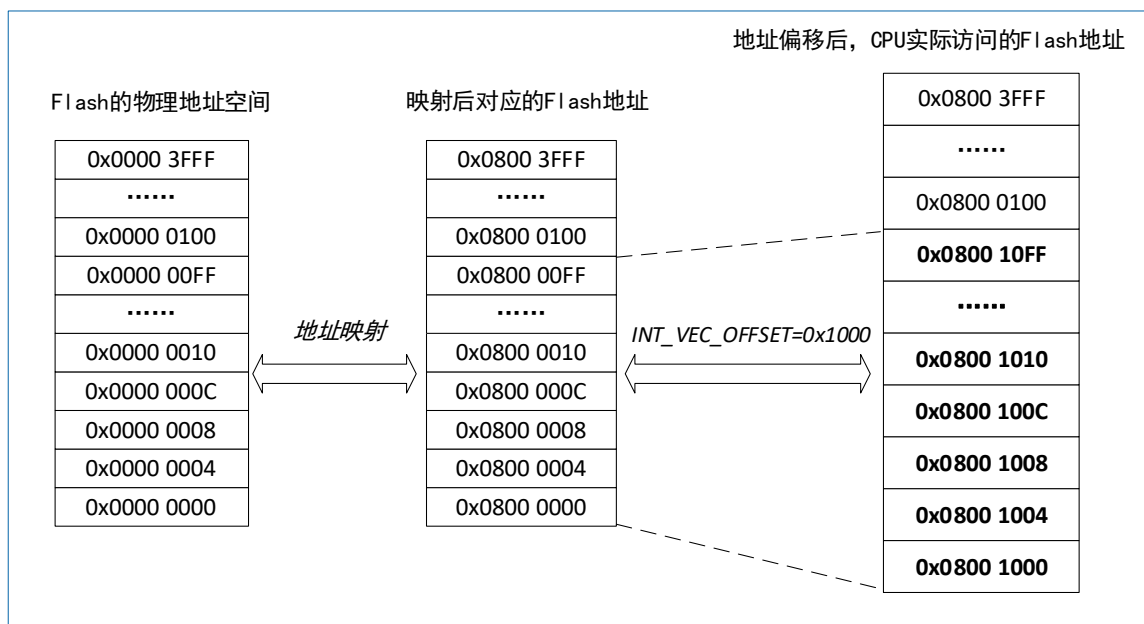 地址偏移后，CPU实际访问的Flash地址
Flash的物理地址空间
映射后对应的Flash地址
0x0000 3FFF
......
0x0000 0100
0x0000 00FF
......
0x0000 0010
0x0000 000C
0x0000 0008
0x0000 0004
0x0000 0000
地址映射
0x0800 3FFF
......
0x0800 0100
0x0800 00FF
......
0x0800 0010
0x0800 000C
0x0800 0008
0x0800 0004
0x0800 0000
INT_VEC_OFFSET=0x1000
0x0800 3FFF
......
0x0800 0100
0x0800 10FF
......
0x0800 1010
0x0800 100C
0x0800 1008
0x0800 1004
0x0800 1000